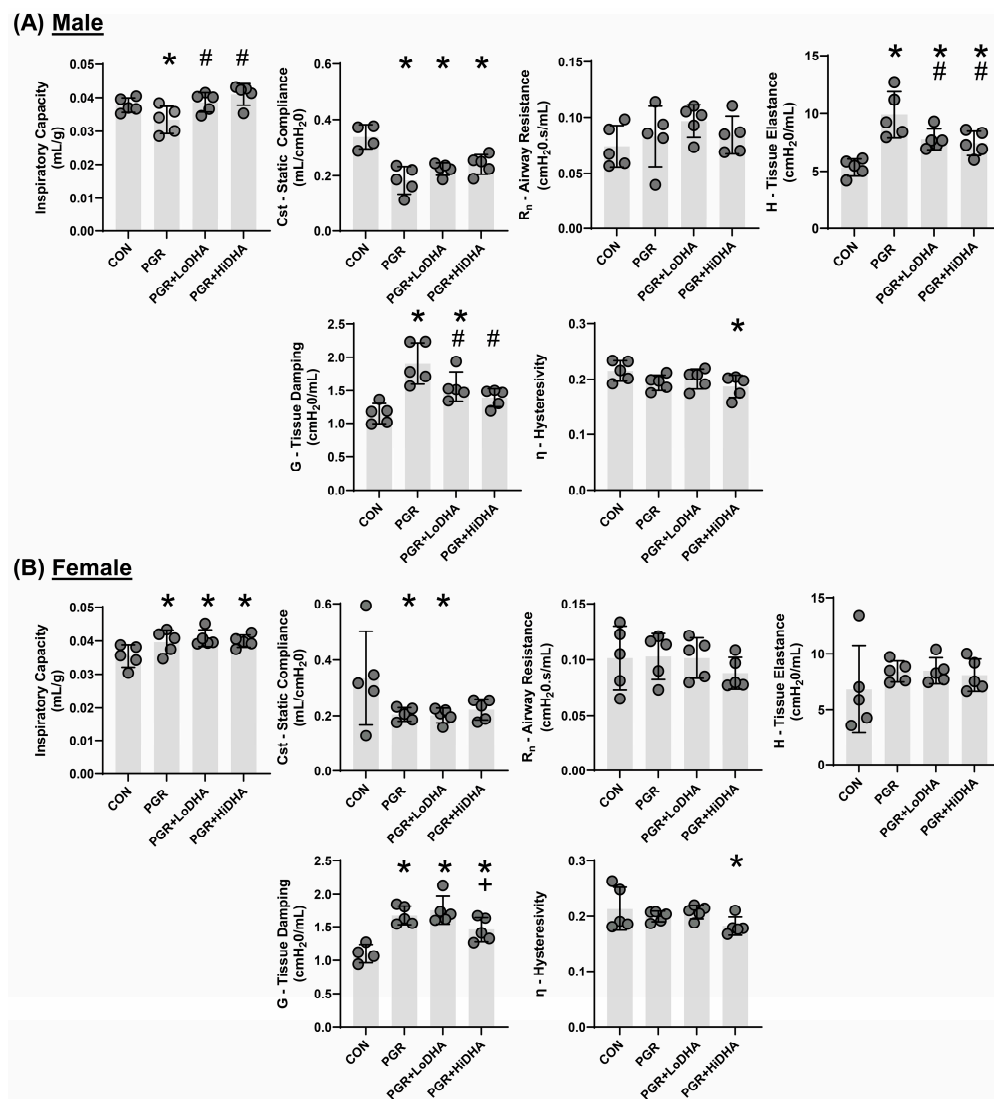 (A) Male
Inspiratory Capacity
(mL/g)
0.05
0.04
0.03
0.02
0.01
0.00
*
#
#
CON
PGR
PGR+LoDHA
PGR+HiDHA
Cst - Static Compliance
(mL/cmH20)
0.6
0.4
0.2
0.0
*
*
*
CON
PGR
PGR+LoDHA
PGR+HiDHA
Rn - Airway Resistance
(cmH20.s/mL)
0.15
0.10
0.05
0.00
CON
PGR
PGR+LoDHA
PGR+HiDHA
H - Tissue Elastance
(cmH20/mL)
15
10
5
0
*
*
*
#
#
CON
PGR
PGR+LoDHA
PGR+HiDHA
G - Tissue Damping
(cmH20/mL)
2.5
2.0
1.5
1.0
0.5
0.0
*
*
#
#
CON
PGR
PGR+LoDHA
PGR+HiDHA
η - Hysteresivity
0.3
0.2
0.1
0.0
*
CON
PGR
PGR+LoDHA
PGR+HiDHA
(B) Female
Inspiratory Capacity
(mL/g)
0.05
0.04
0.03
0.02
0.01
0.00
*
*
*
CON
PGR
PGR+LoDHA
PGR+HiDHA
Cst - Static Compliance
(mL/cmH20)
0.6
0.4
0.2
0.0
*
*
CON
PGR
PGR+LoDHA
PGR+HiDHA
Rn - Airway Resistance
(cmH20.s/mL)
0.15
0.10
0.05
0.00
CON
PGR
PGR+LoDHA
PGR+HiDHA
H - Tissue Elastance
(cmH20/mL)
15
10
5
0
CON
PGR
PGR+LoDHA
PGR+HiDHA
G - Tissue Damping
(cmH20/mL)
2.5
2.0
1.5
1.0
0.5
0.0
*
*
*
+
CON
PGR
PGR+LoDHA
PGR+HiDHA
η - Hysteresivity
0.3
0.2
0.1
0.0
*
CON
PGR
PGR+LoDHA
PGR+HiDHA